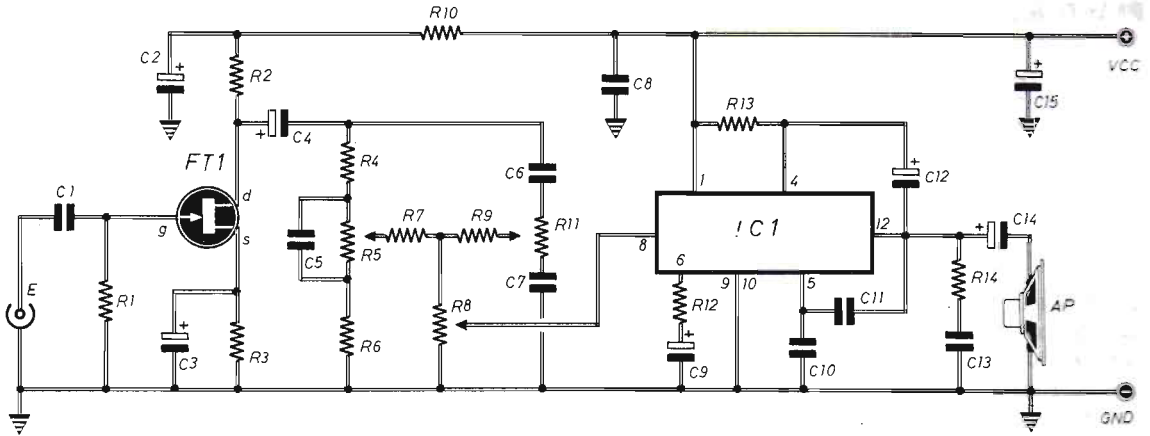 R10
C2
+
R2
C8
VCC
+
C15
R13
C4
+
FT1
R4
C6
C12
+
1
4
C1
d
g
s
R7
R9
R11
!C1
8
12
C14
+
C5
R5
6
9
10
5
C7
E
R1
R8
R12
C11
R14
AP
+
C3
R3
R6
+
C9
C10
C13
GND